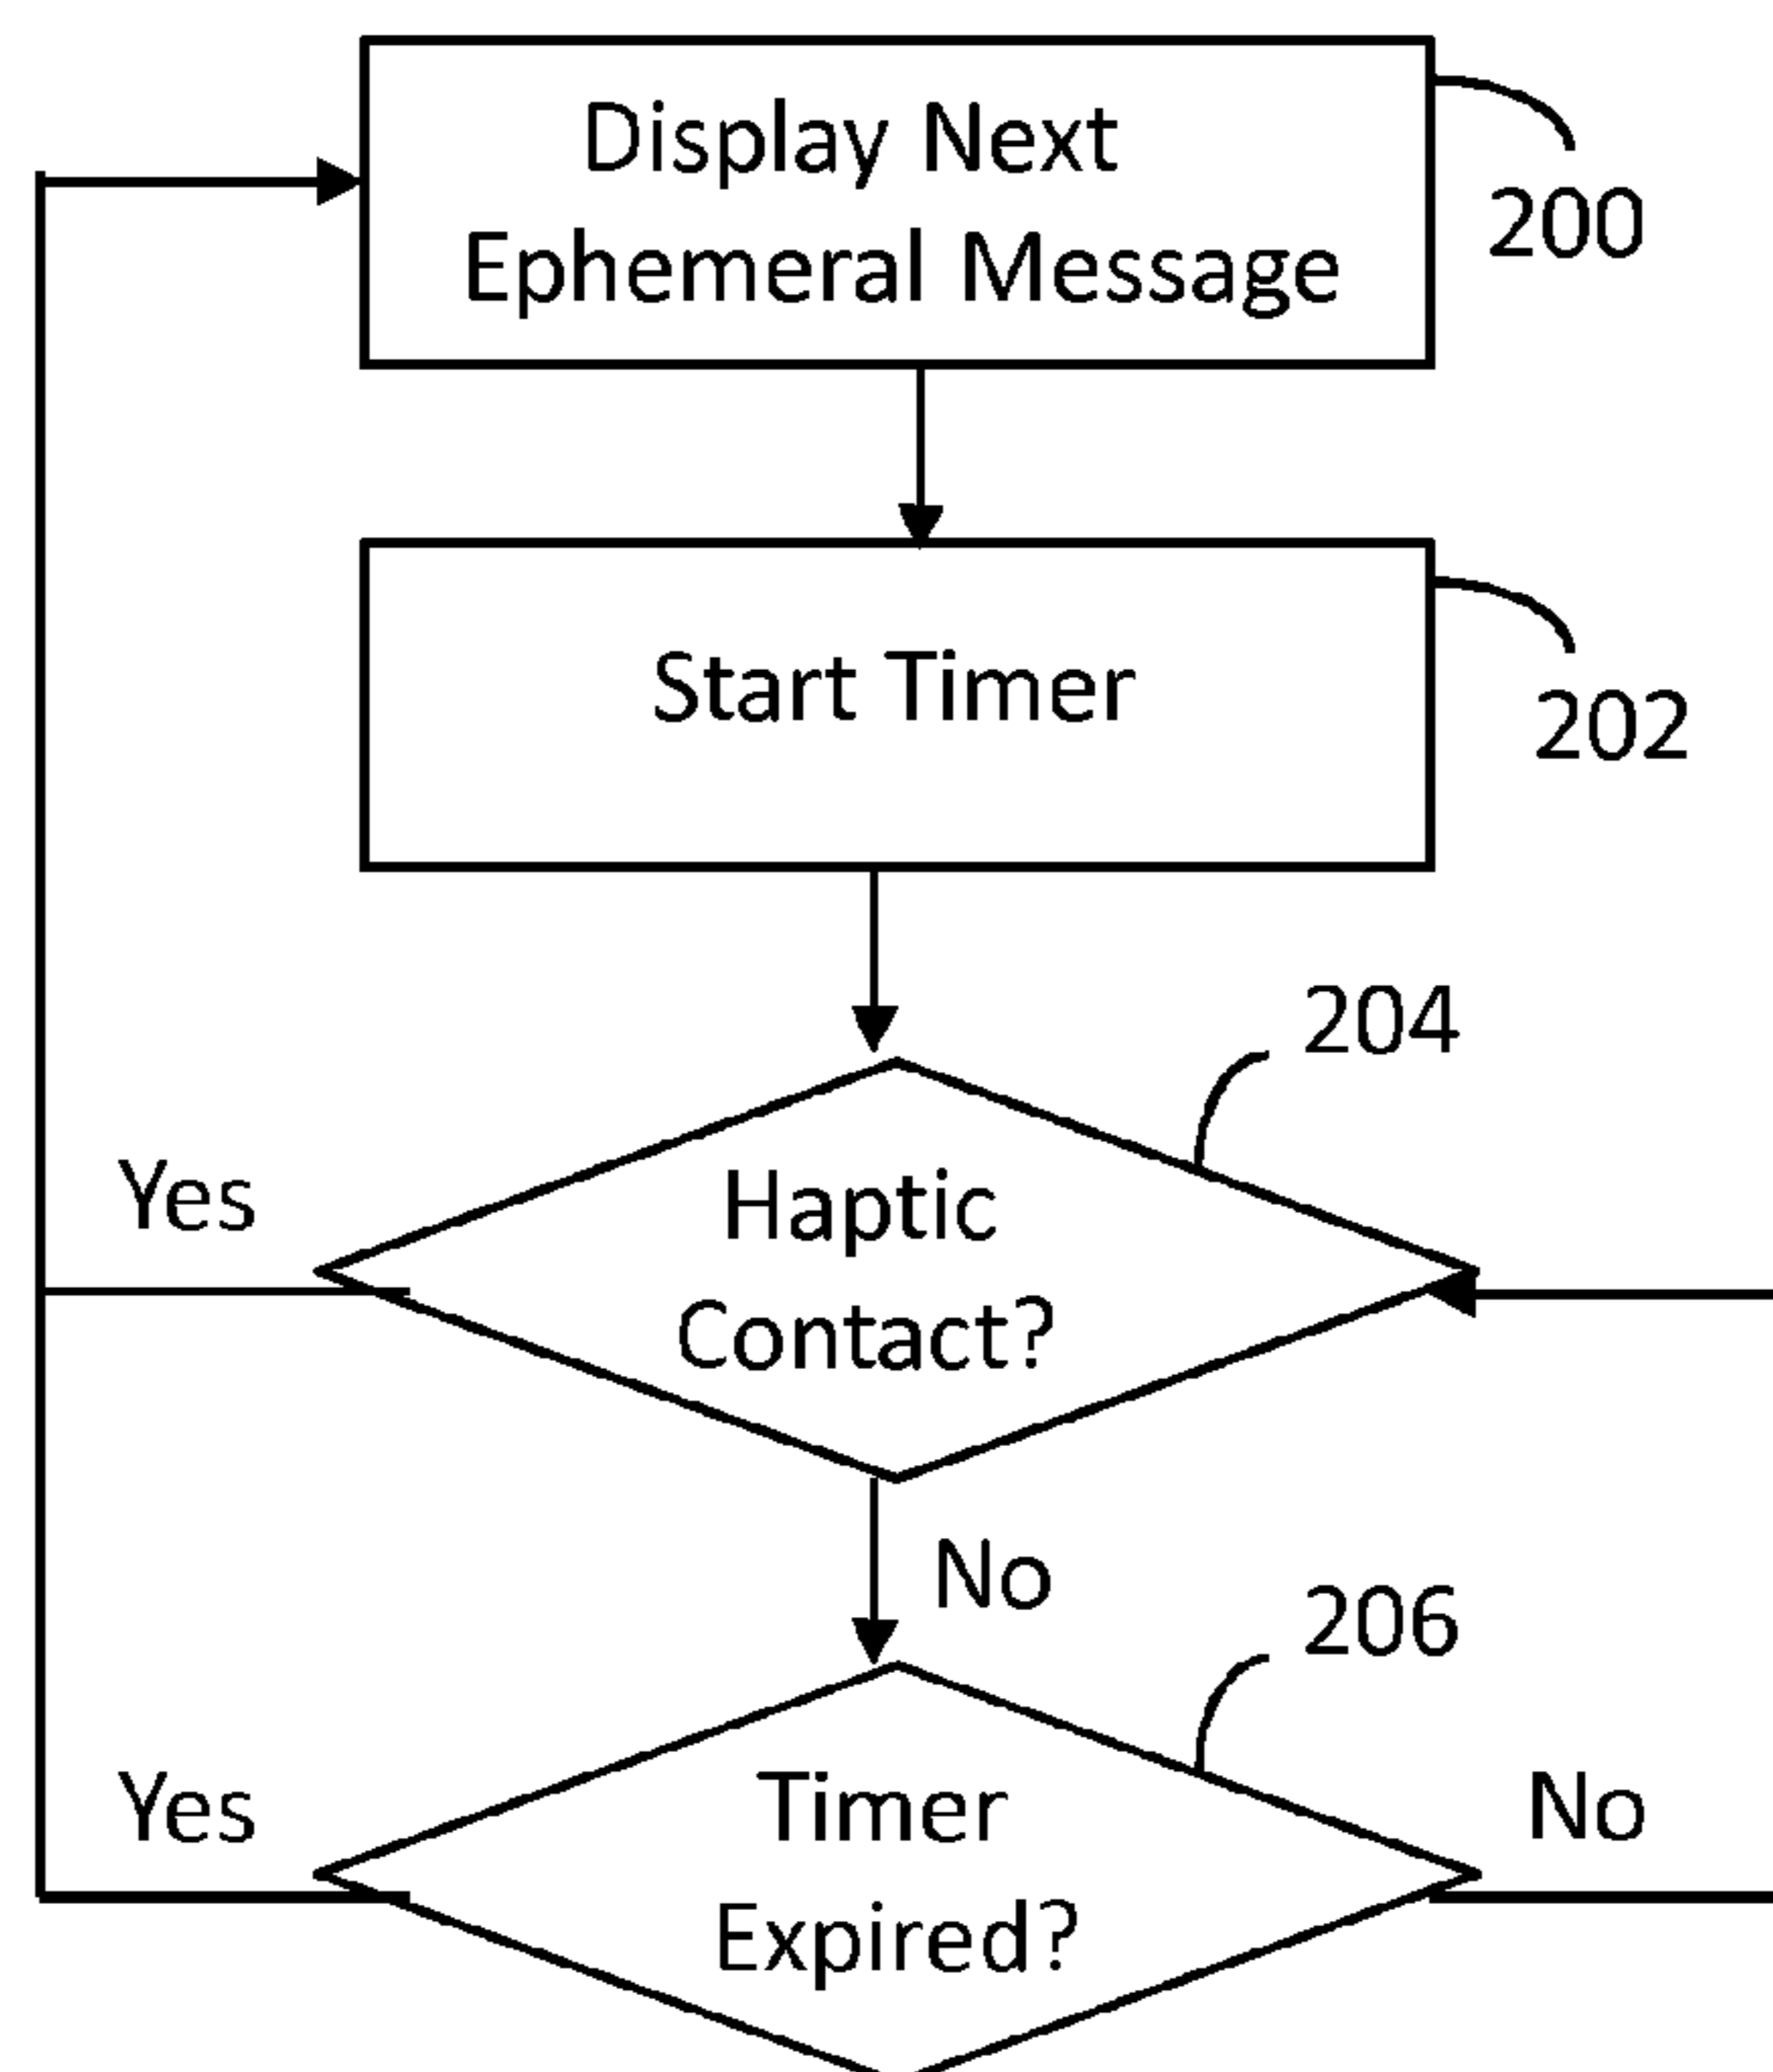 Display Next
Ephemeral Message
200
Start Timer
202
204
Yes
Haptic
Contact?
No
206
Yes
Timer
Expired?
No